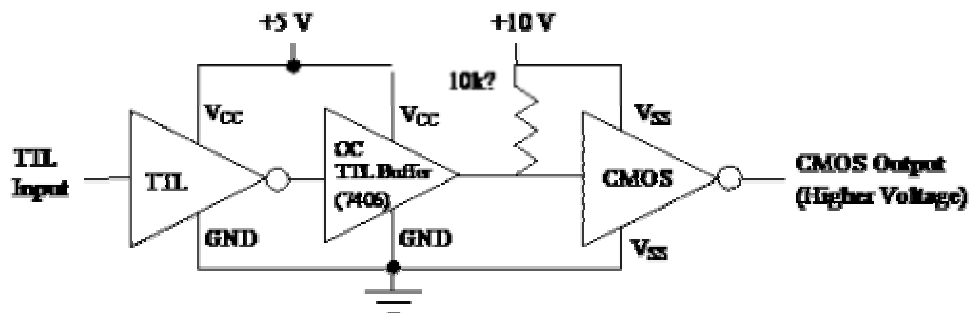 +5 V
+10 V
10k?
VCC
VCC
VSS
TTL
Input
TTL
OC
TTL Buffer
(7406)
CMOS
CMOS Output
(Higher Voltage)
GND
GND
VSS